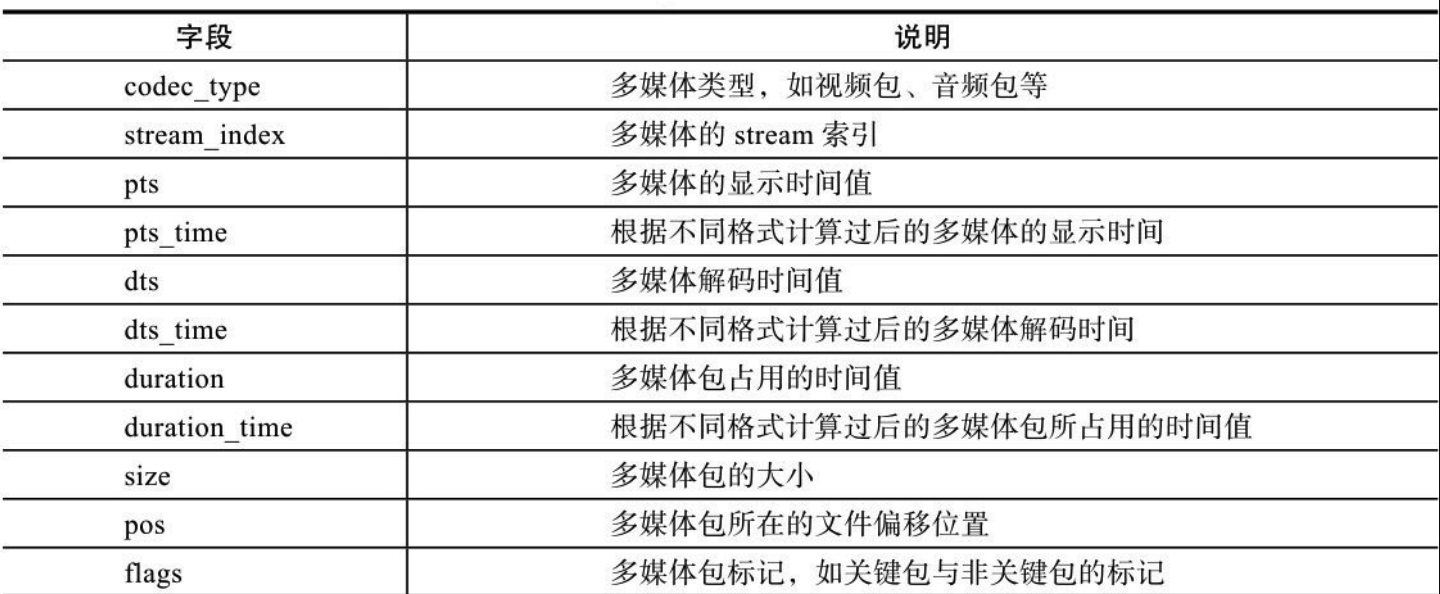 字段 说明
codec_type 多媒体类型，如视频包、音频包等
stream_index 多媒体的 stream 索引
pts 多媒体的显示时间值
pts_time 根据不同格式计算过后的多媒体的显示时间
dts 多媒体解码时间值
dts_time 根据不同格式计算过后的多媒体解码时间
duration 多媒体包占用的时间值
duration_time 根据不同格式计算过后的多媒体包所占用的时间值
size 多媒体包的大小
pos 多媒体包所在的文件偏移位置
flags 多媒体包标记，如关键包与非关键包的标记